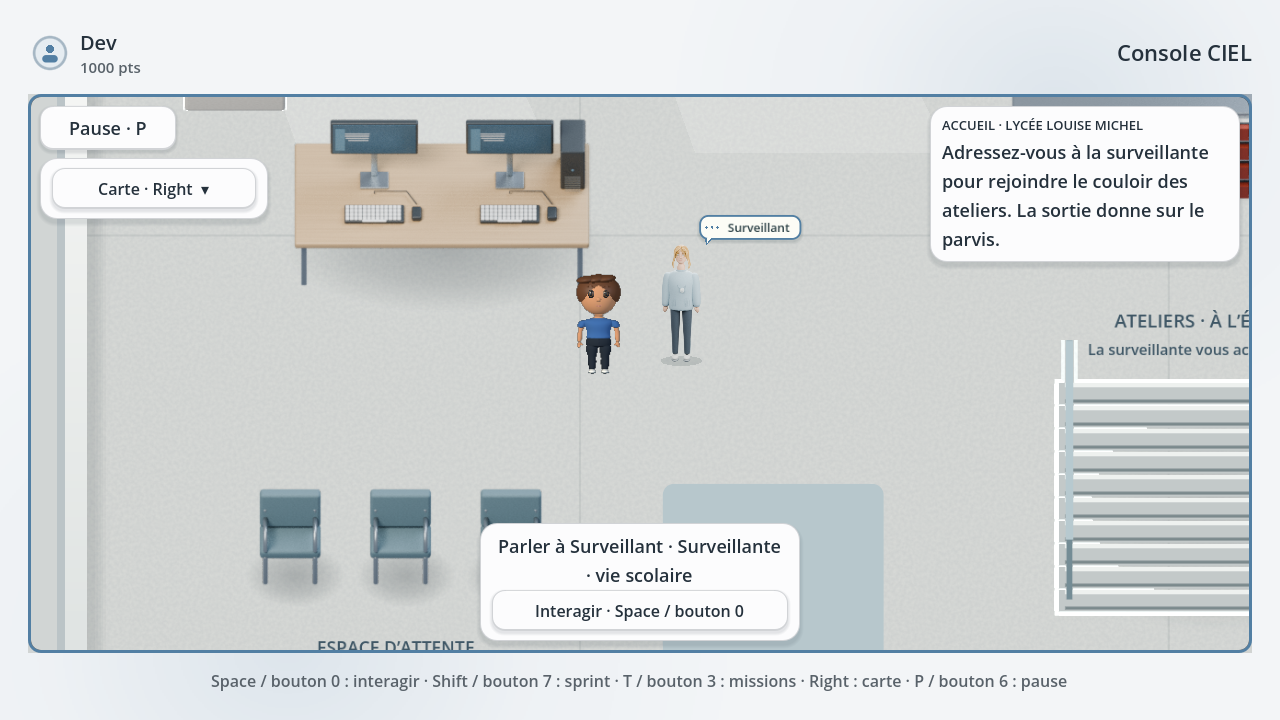 Dev
1000 pts
Console CIEL
Pause · P
Carte · Right ▼
ACCUEIL · LYCÉE LOUISE MICHEL
Adressez-vous à la surveillante
pour rejoindre le couloir des
ateliers. La sortie donne sur le
parvis.
Surveillant
ATELIERS · À L'É
La surveillante vous ac
Parler à Surveillant · Surveillante
· vie scolaire
Interagir · Space / bouton 0
ESPACE D'ATTENTE
Space / bouton 0 : interagir · Shift / bouton 7 : sprint · T / bouton 3 : missions · Right : carte · P / bouton 6 : pause